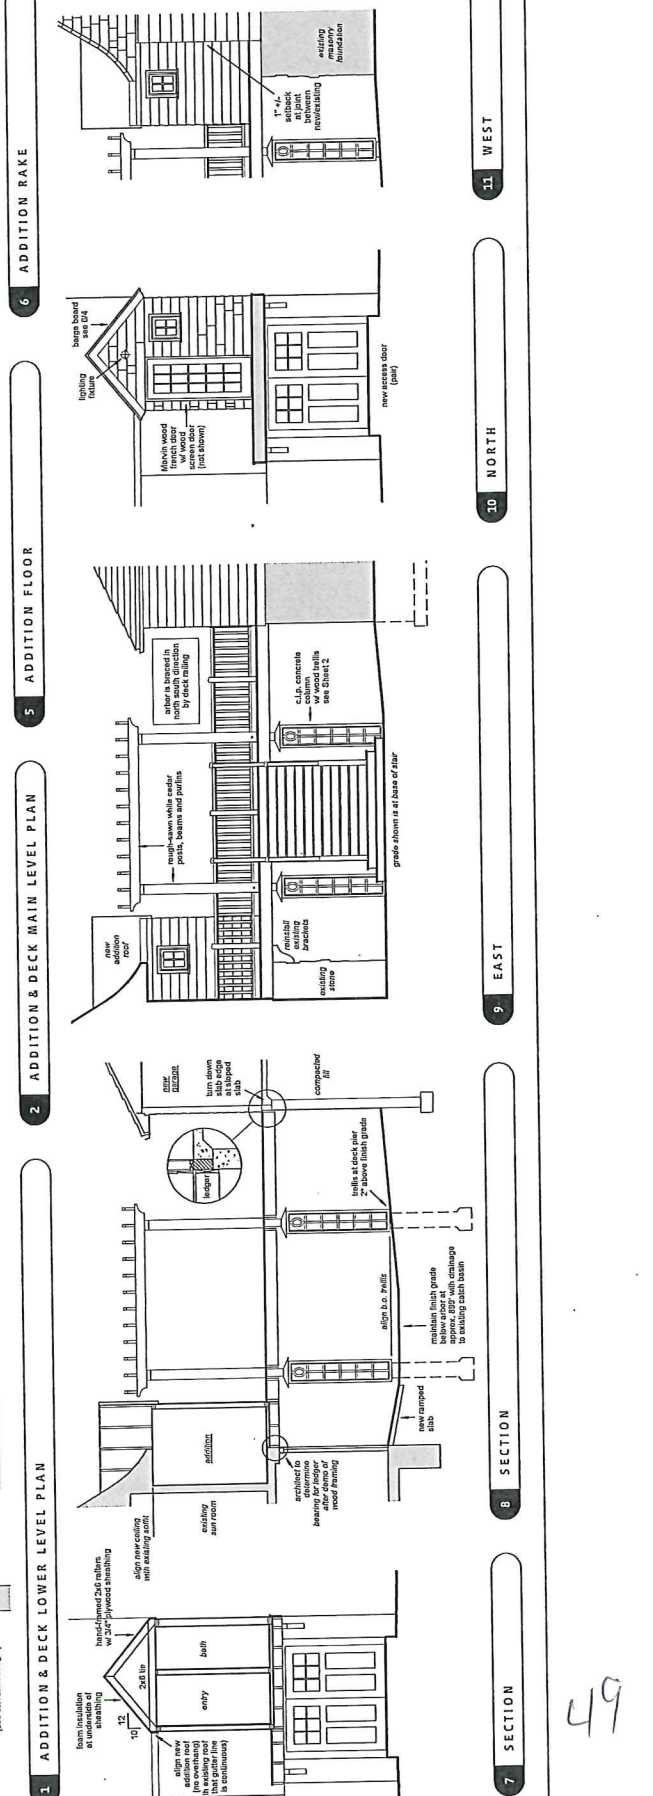 1 ADDITION & DECK LOWER LEVEL PLAN
2 ADDITION & DECK MAIN LEVEL PLAN
5 ADDITION FLOOR
6 ADDITION RAKE
foam insulation
at underside of
sheathing
hand-framed 2x6 rafters
w/ 3/4" plywood sheathing
12
10
2x6 tie
entry
bath
align new
addition roof
(no overhang)
th existing roof
that gutter line
is continuous)
7 SECTION
align new ceiling
with existing soffit
existing
sun room
addition
architect to
determine
bearing for ledger
after demo of
wood framing
new ramped
slab
align b.o. trellis
maintain finish grade
below arbor at
approx. 899' with drainage
to existing catch basin
trellis at deck pier
2" above finish grade
ledger
new
garage
turn down
slab edge
at sloped
slab
compacted
fill
8 SECTION
new
addition
roof
existing
stone
reinstall
existing
brackets
rough-sawn white cedar
posts, beams and purlins
arbor is braced in
north south direction
by deck railing
c.i.p. concrete
column
w/ wood trellis
see Sheet 2
grade shown is at base of stair
9 EAST
Marvin wood
french door
w/ wood
screen door
(not shown)
lighting
fixture
barge board
see 6/4
new access door
(pair)
10 NORTH
1" +/-
setback
at joint
between
new/existing
existing
masonry
foundation
11 WEST
49